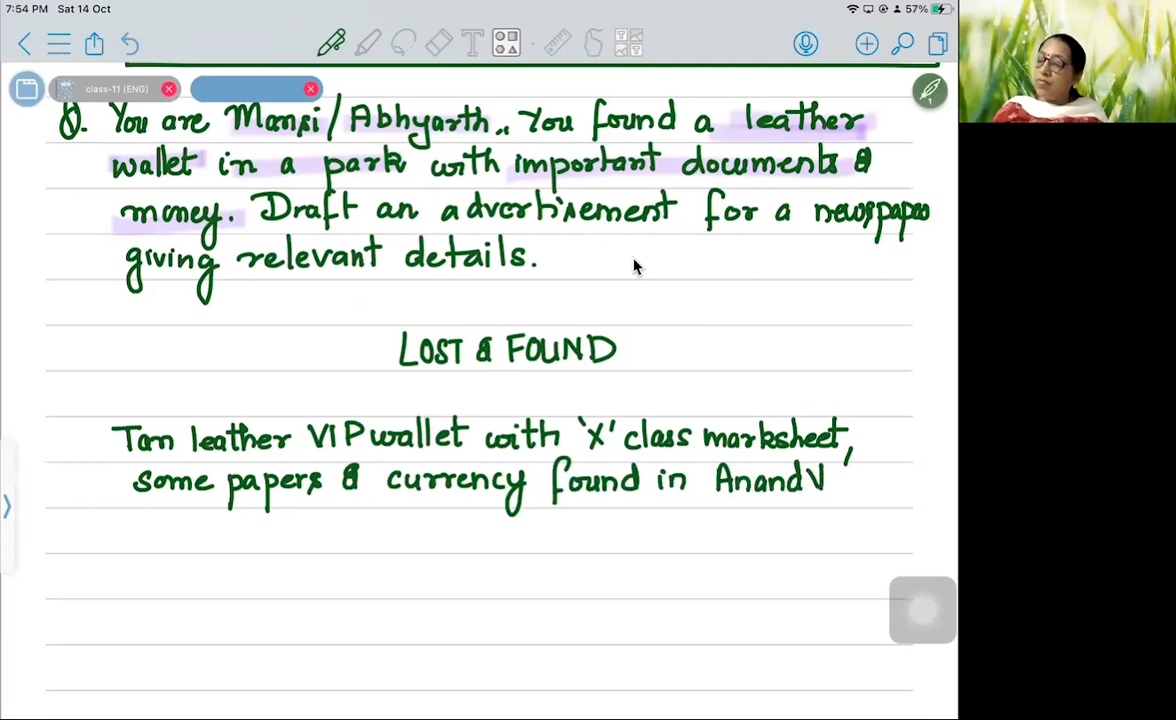 7:54 PM Sat 14 Oct
57%
class-11 (ENG)
1
Q. You are Mansi/Abhyarth. You found a leather
wallet in a park with important documents &
money. Draft an advertisement for a newspaper
giving relevant details.
LOST & FOUND
Tan leather VIP wallet with 'X' class marksheet,
some papers & currency found in Anand V